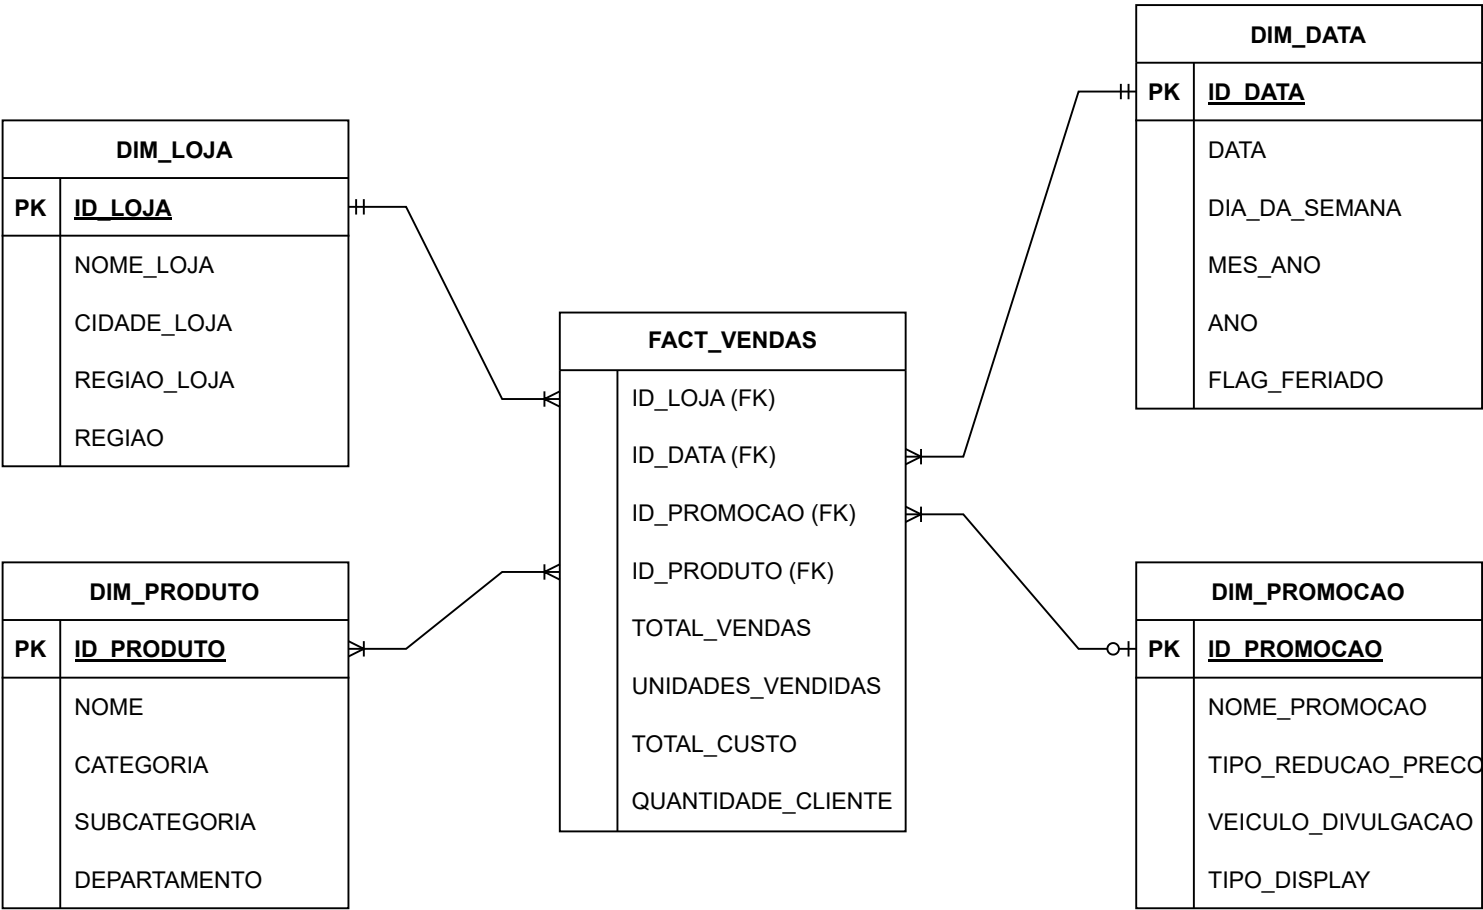 DIM_DATA
PK ID_DATA
DATA
DIA_DA_SEMANA
MES_ANO
ANO
FLAG_FERIADO
DIM_LOJA
PK ID_LOJA
NOME_LOJA
CIDADE_LOJA
REGIAO_LOJA
REGIAO
FACT_VENDAS
ID_LOJA (FK)
ID_DATA (FK)
ID_PROMOCAO (FK)
ID_PRODUTO (FK)
TOTAL_VENDAS
UNIDADES_VENDIDAS
TOTAL_CUSTO
QUANTIDADE_CLIENTE
DIM_PRODUTO
PK ID_PRODUTO
NOME
CATEGORIA
SUBCATEGORIA
DEPARTAMENTO
DIM_PROMOCAO
PK ID_PROMOCAO
NOME_PROMOCAO
TIPO_REDUCAO_PRECO
VEICULO_DIVULGACAO
TIPO_DISPLAY